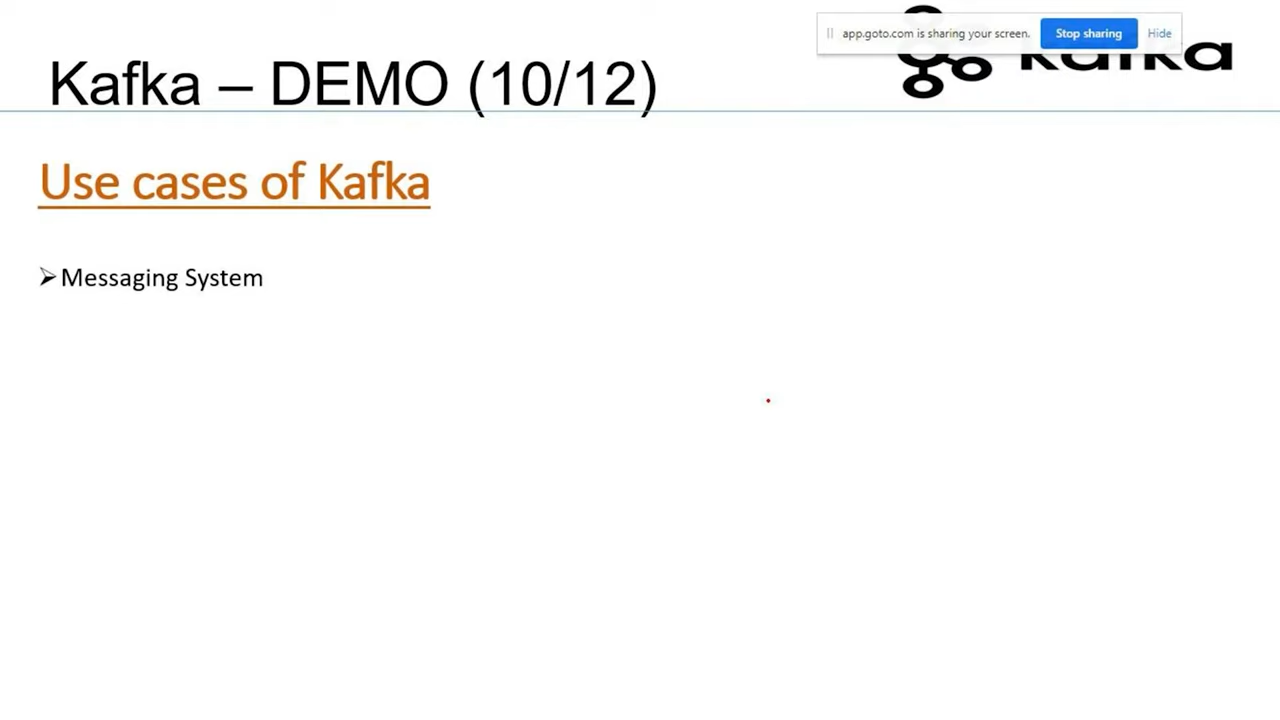 app.goto.com is sharing your screen. Stop sharing Hide
kafka
Kafka – DEMO (10/12)
Use cases of Kafka
Messaging System